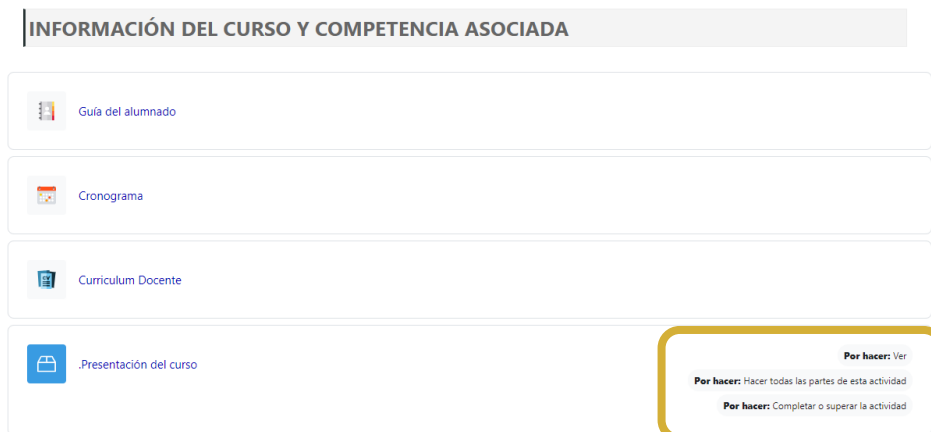 INFORMACIÓN DEL CURSO Y COMPETENCIA ASOCIADA
Guía del alumnado
Cronograma
Curriculum Docente
.Presentación del curso
Por hacer: Ver
Por hacer: Hacer todas las partes de esta actividad
Por hacer: Completar o superar la actividad